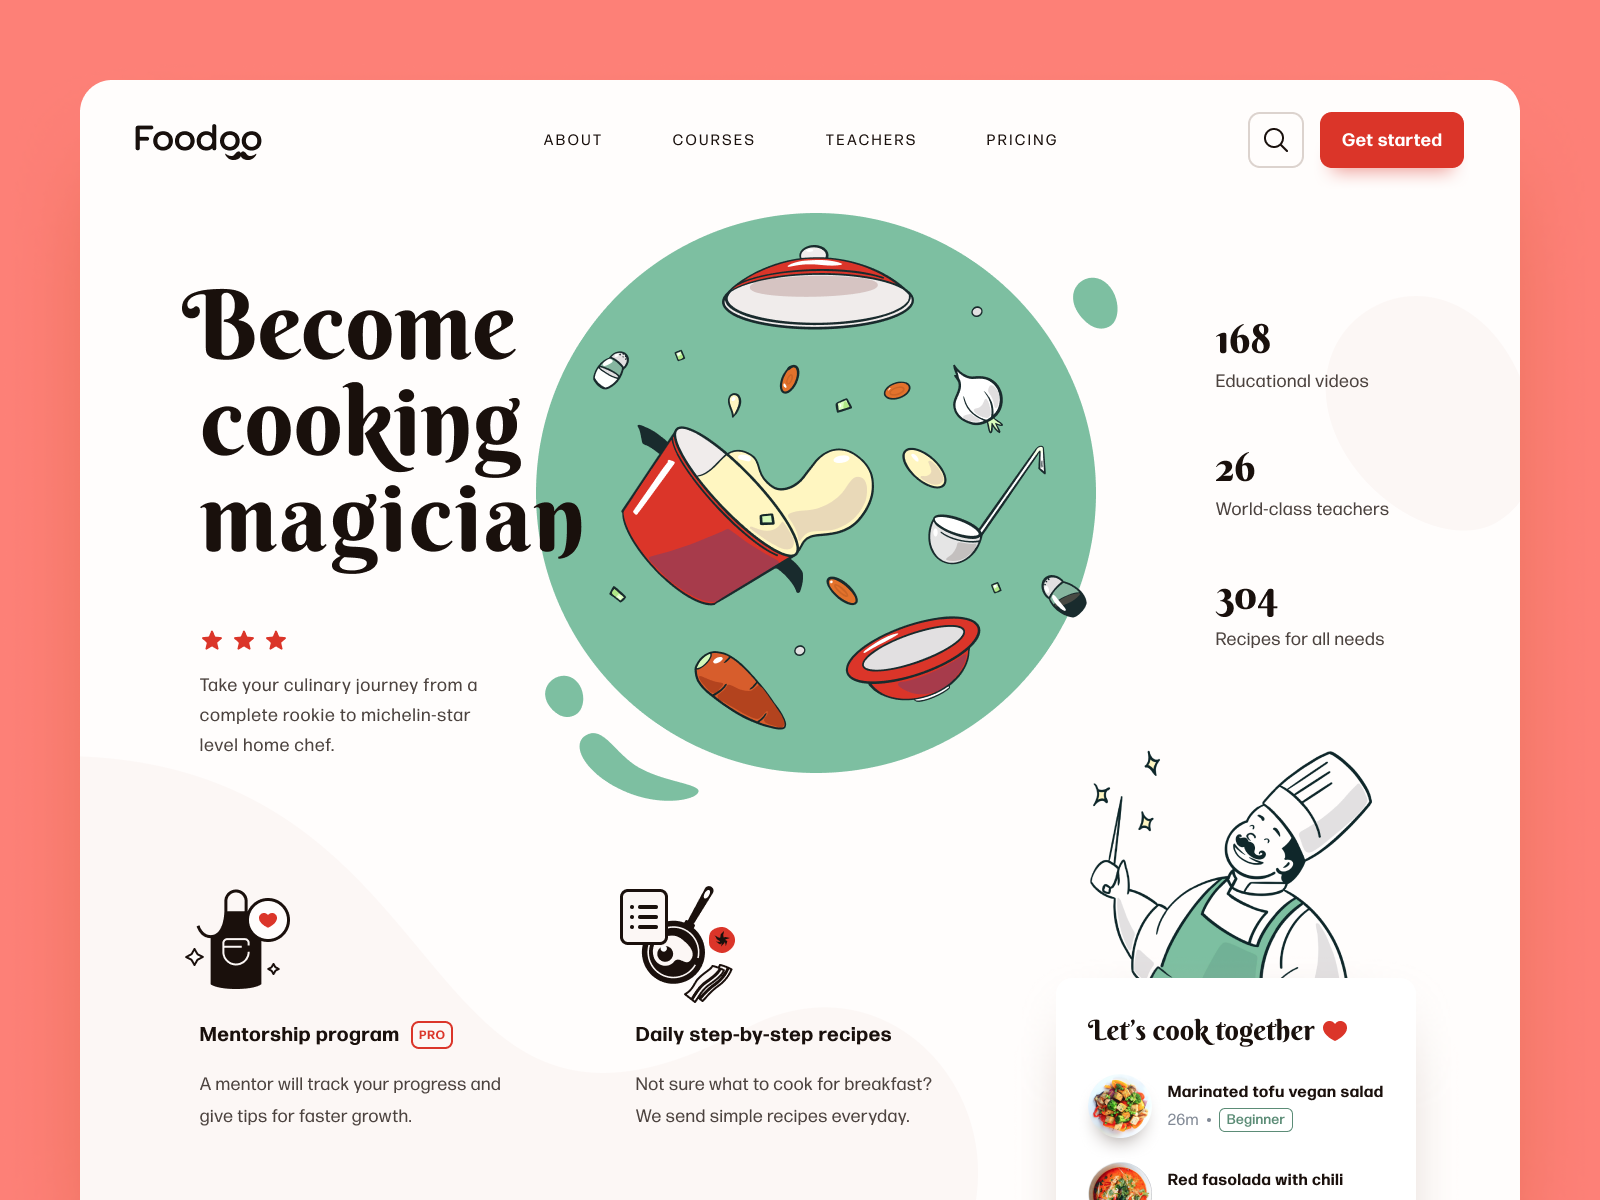 Foodoo
ABOUT
COURSES
TEACHERS
PRICING
Get started
Become
cooking
magician
Take your culinary journey from a
complete rookie to michelin-star
level home chef.
168
Educational videos
26
World-class teachers
304
Recipes for all needs
Mentorship program PRO
A mentor will track your progress and
give tips for faster growth.
Daily step-by-step recipes
Not sure what to cook for breakfast?
We send simple recipes everyday.
Let's cook together
Marinated tofu vegan salad
26m • Beginner
Red fasolada with chili